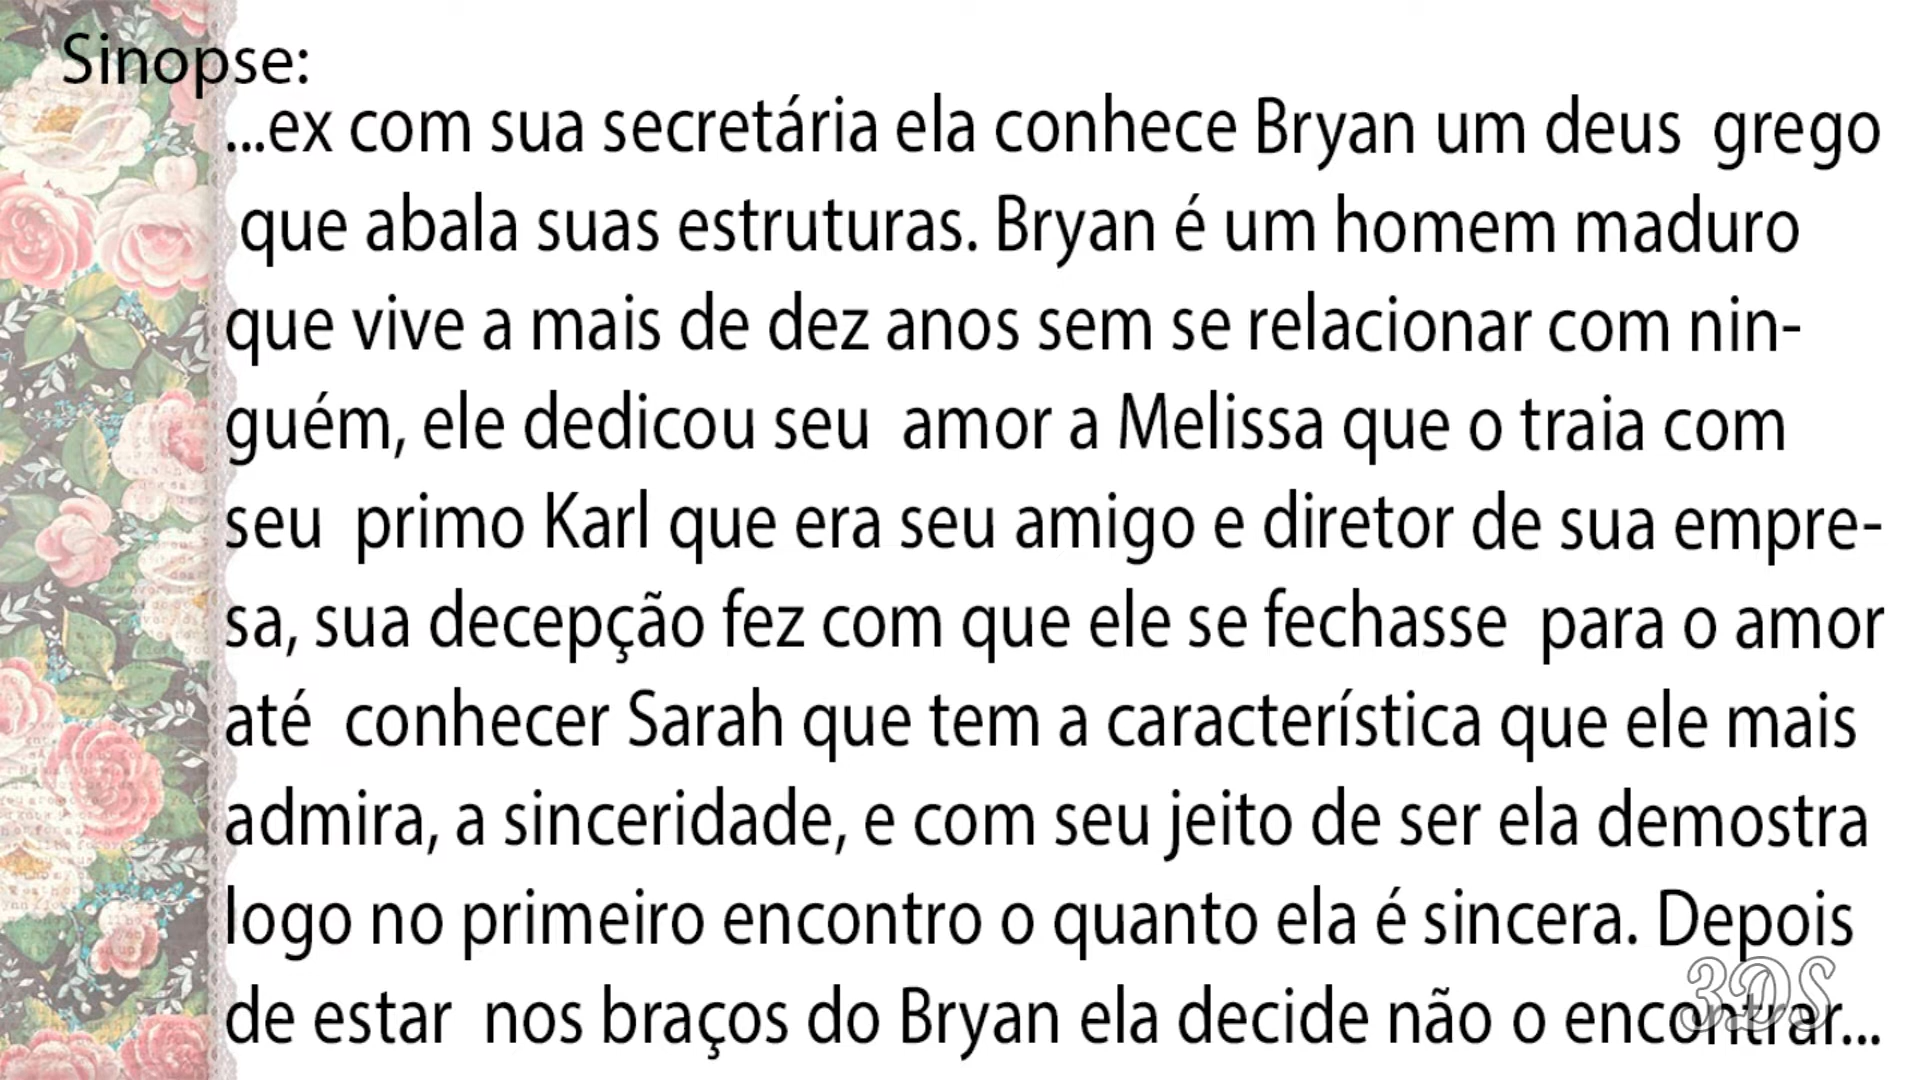 Sinopse:
...ex com sua secretária ela conhece Bryan um deus grego
que abala suas estruturas. Bryan é um homem maduro
que vive a mais de dez anos sem se relacionar com nin-
guém, ele dedicou seu amor a Melissa que o traia com
seu primo Karl que era seu amigo e diretor de sua empre-
sa, sua decepção fez com que ele se fechasse para o amor
até conhecer Sarah que tem a característica que ele mais
admira, a sinceridade, e com seu jeito de ser ela demostra
logo no primeiro encontro o quanto ela é sincera. Depois
de estar nos braços do Bryan ela decide não o encontrar...
3DS